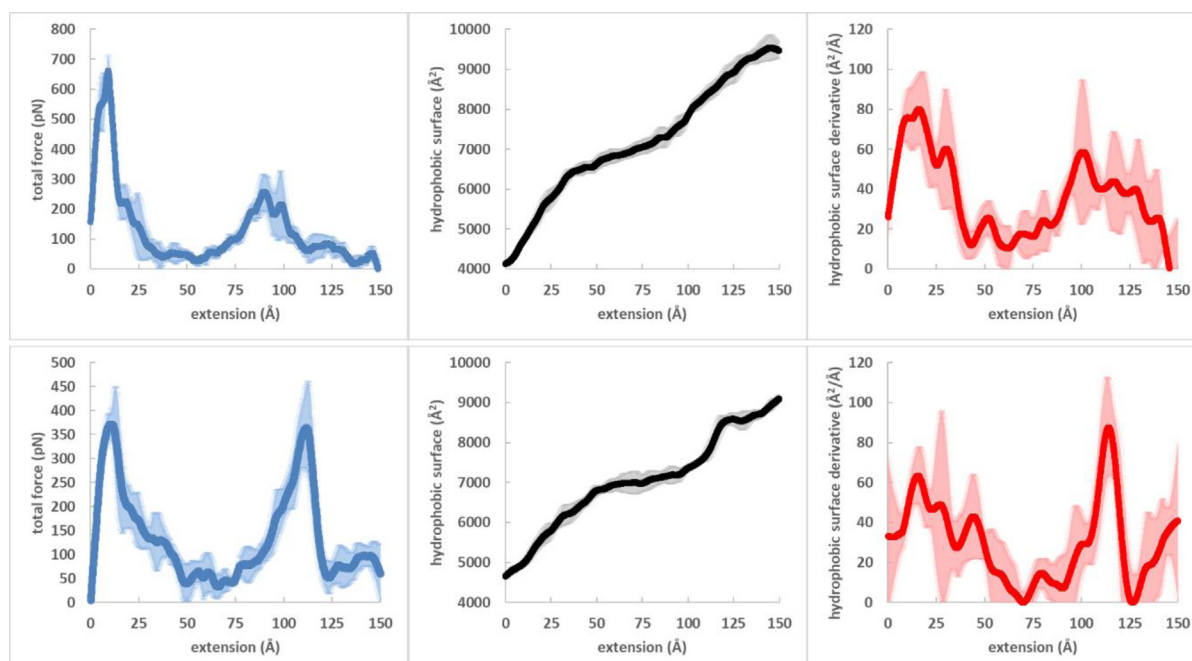 total force (pN)
800
700
600
500
400
300
200
100
0
0 25 50 75 100 125 150
extension (Å)
hydrophobic surface (Å²)
10000
9000
8000
7000
6000
5000
4000
0 25 50 75 100 125 150
extension (Å)
hydrophobic surface derivative (Å²/Å)
120
100
80
60
40
20
0
0 25 50 75 100 125 150
extension (Å)
total force (pN)
500
450
400
350
300
250
200
150
100
50
0
0 25 50 75 100 125 150
extension (Å)
hydrophobic surface (Å²)
10000
9000
8000
7000
6000
5000
4000
0 25 50 75 100 125 150
extension (Å)
hydrophobic surface derivative (Å²/Å)
120
100
80
60
40
20
0
0 25 50 75 100 125 150
extension (Å)